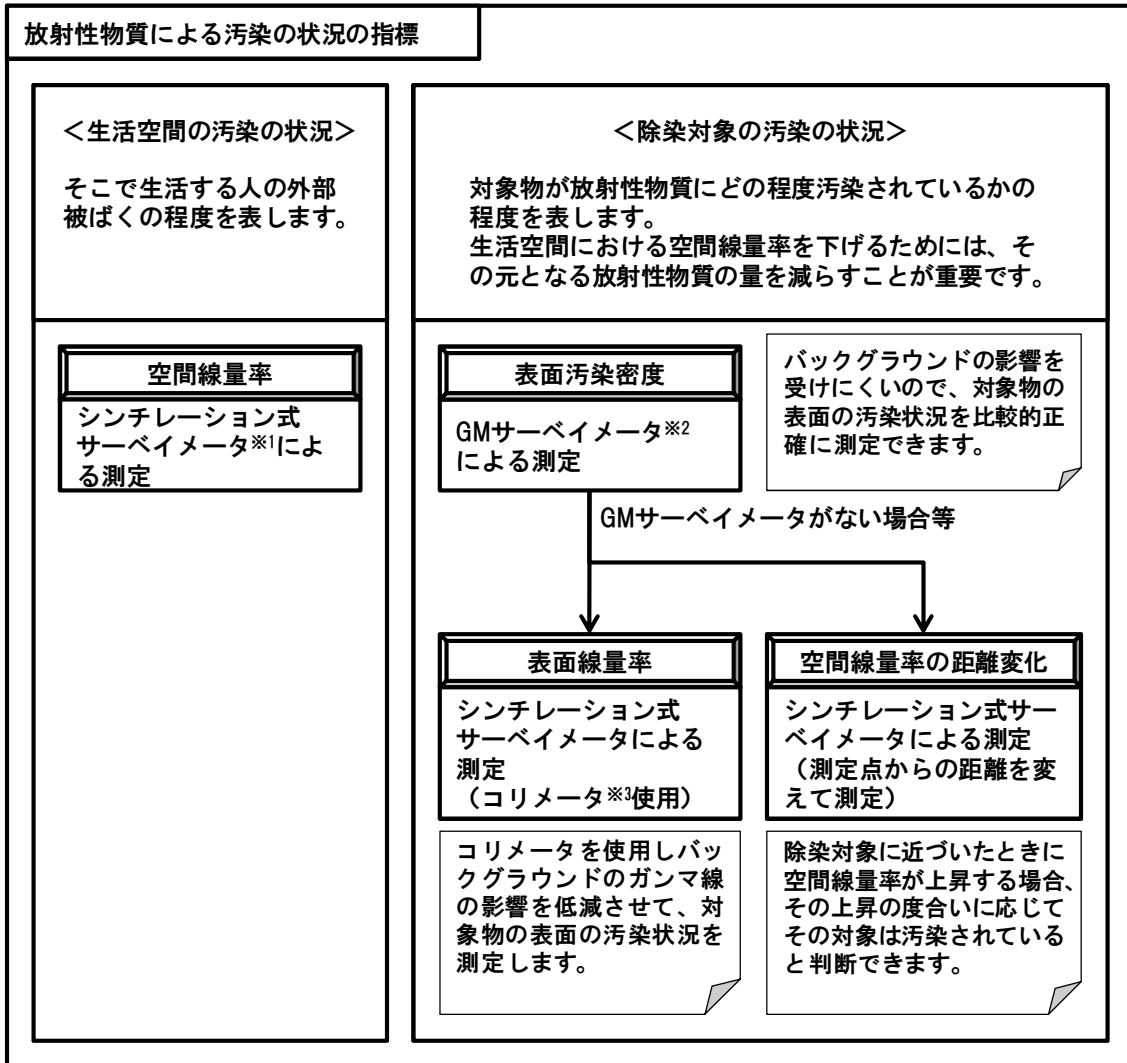 放射性物質による汚染の状況の指標
＜生活空間の汚染の状況＞
そこで生活する人の外部
被ばくの程度を表します。
＜除染対象の汚染の状況＞
対象物が放射性物質にどの程度汚染されているかの
程度を表します。
生活空間における空間線量率を下げるためには、そ
の元となる放射性物質の量を減らすことが重要です。
空間線量率
シンチレーション式
サーベイメータ※1によ
る測定
表面汚染密度
GMサーベイメータ※2
による測定
バックグラウンドの影響を
受けにくいので、対象物の
表面の汚染状況を比較的正
確に測定できます。
GMサーベイメータがない場合等
表面線量率
シンチレーション式
サーベイメータによる
測定
（コリメータ※3使用）
空間線量率の距離変化
シンチレーション式サー
ベイメータによる測定
（測定点からの距離を変
えて測定）
コリメータを使用しバッ
クグラウンドのガンマ線
の影響を低減させて、対
象物の表面の汚染状況を
測定します。
除染対象に近づいたときに
空間線量率が上昇する場合、
その上昇の度合いに応じて
その対象は汚染されている
と判断できます。